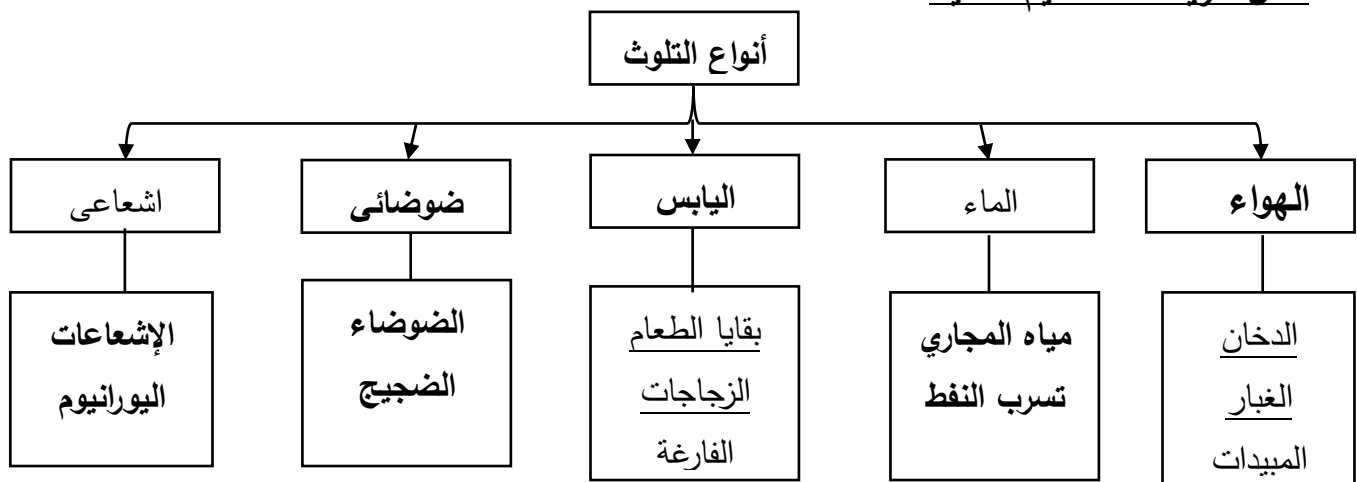 أنواع التلوث
الهواء
الماء
اليابس
ضوضائى
اشعاعى
الدخان
الغبار
المبيدات
مياه المجاري
تسرب النفط
بقايا الطعام
الزجاجات
الفارغة
الضوضاء
الضجيج
الإشعاعات
اليورانيوم